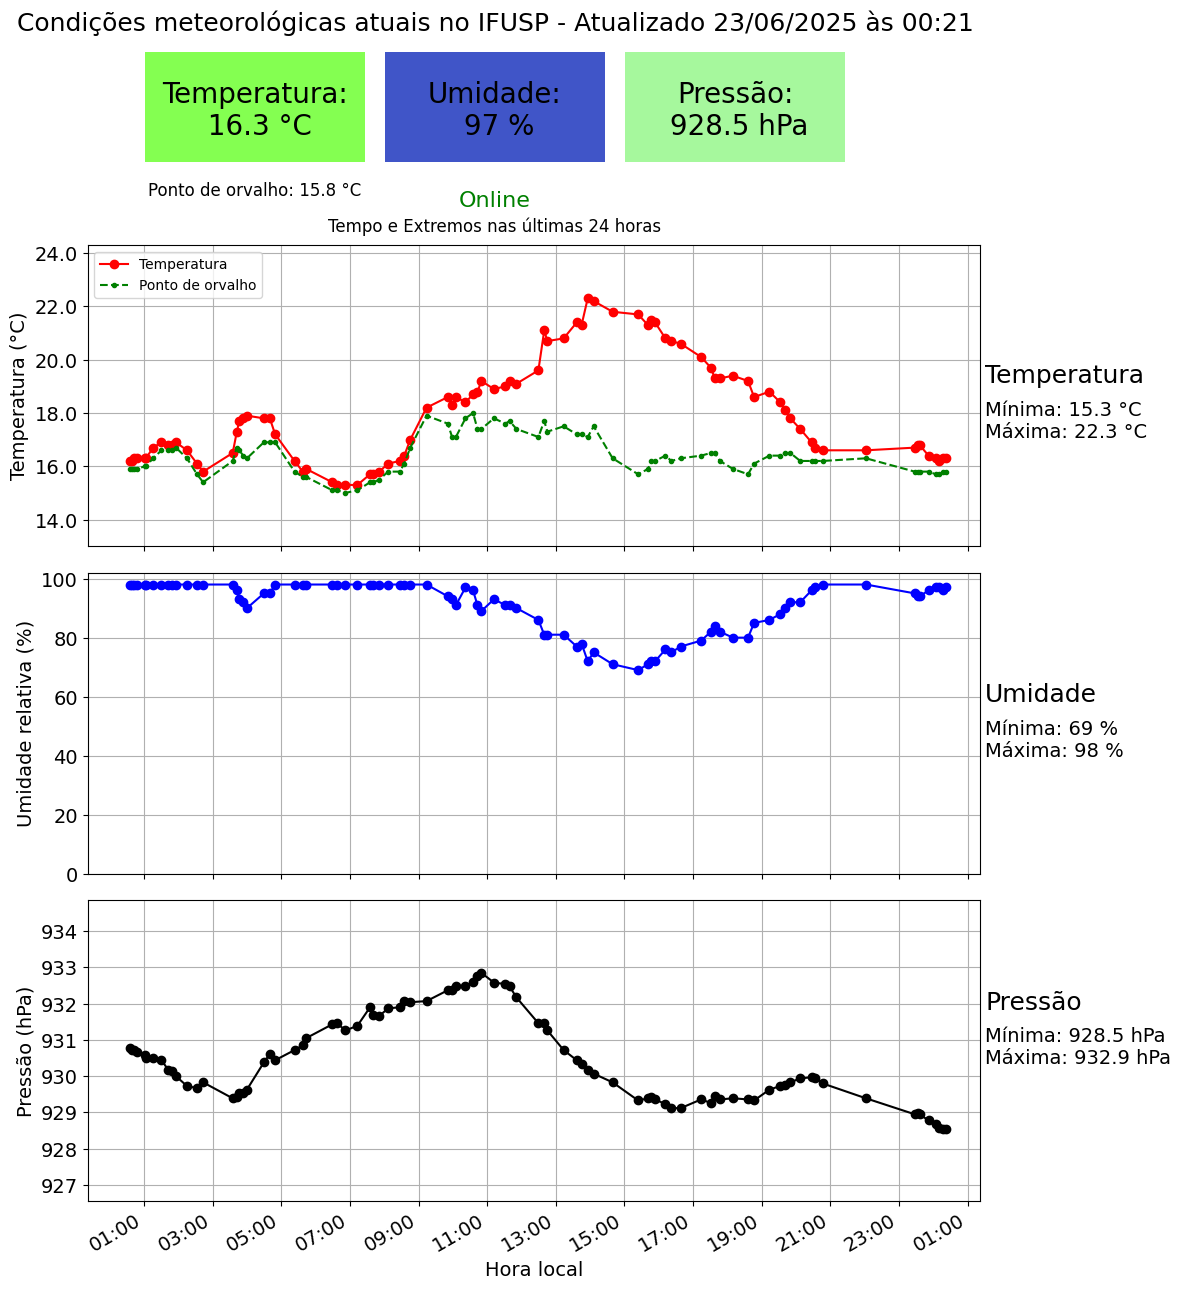 Condições meteorológicas atuais no IFUSP - Atualizado 23/06/2025 às 00:21
Temperatura:
16.3 °C
Umidade:
97 %
Pressão:
928.5 hPa
Ponto de orvalho: 15.8 °C
Online
Tempo e Extremos nas últimas 24 horas
Temperatura
Ponto de orvalho
Temperatura (°C)
24.0
22.0
20.0
18.0
16.0
14.0
Temperatura
Mínima: 15.3 °C
Máxima: 22.3 °C
Umidade relativa (%)
100
80
60
40
20
0
Umidade
Mínima: 69 %
Máxima: 98 %
Pressão (hPa)
934
933
932
931
930
929
928
927
Pressão
Mínima: 928.5 hPa
Máxima: 932.9 hPa
01:00 03:00 05:00 07:00 09:00 11:00 13:00 15:00 17:00 19:00 21:00 23:00 01:00
Hora local